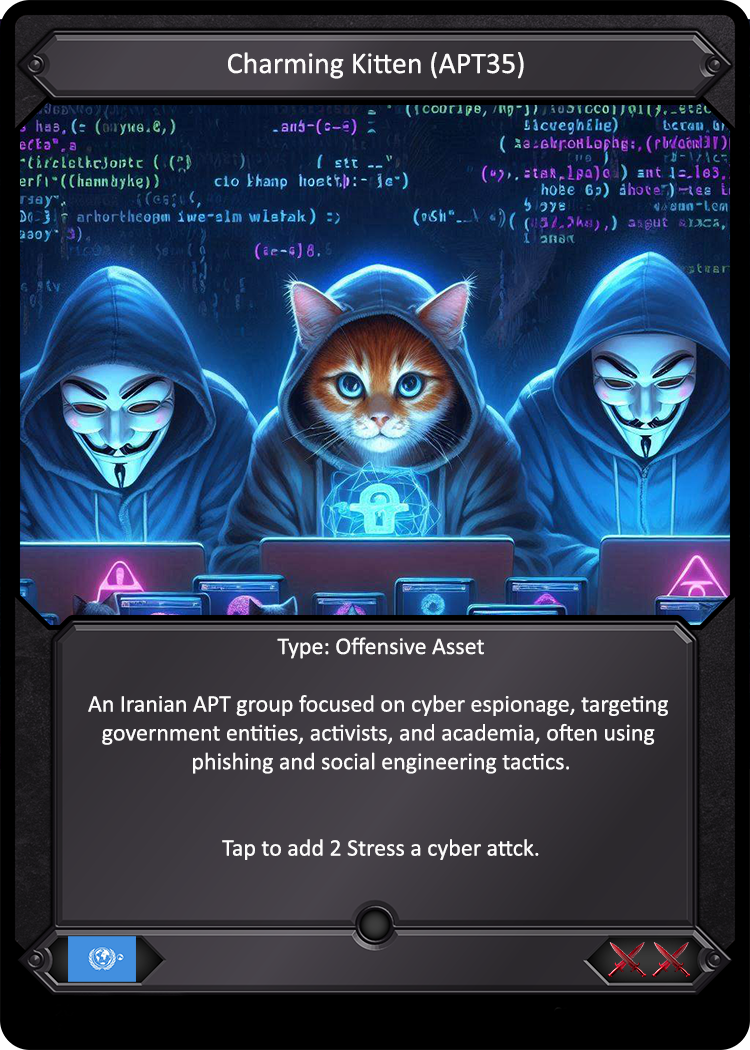 Charming Kitten (APT35)
Type: Offensive Asset
An Iranian APT group focused on cyber espionage, targeting
government entities, activists, and academia, often using
phishing and social engineering tactics.
Tap to add 2 Stress a cyber attck.